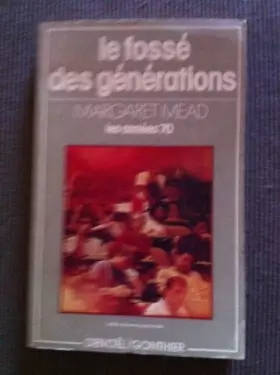 le fossé
des générations
MARGARET MEAD
les années 70
DENOËL/GONTHIER